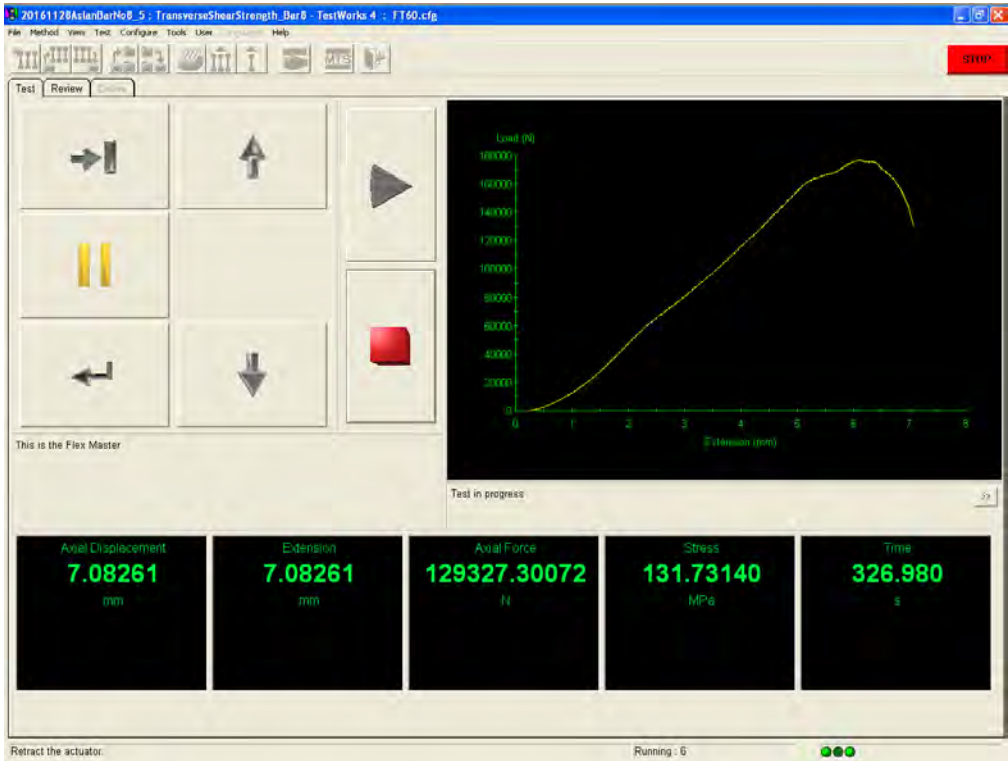 20161128AslanBarNo8_5 : TransverseShearStrength_Bar8 - TestWorks 4 : FT60.cfg
File Method View Test Configure Tools User Help
MTS
STOP
Test Review
Load (N)
180000
160000
140000
120000
100000
80000
60000
40000
20000
0
0 1 2 3 4 5 6 7 8
Extension (mm)
This is the Flex Master
Test in progress
>>
Axial Displacement Extension Axial Force Stress Time
7.08261 7.08261 129327.30072 131.73140 326.980
mm mm N MPa s
Retract the actuator. Running : 6